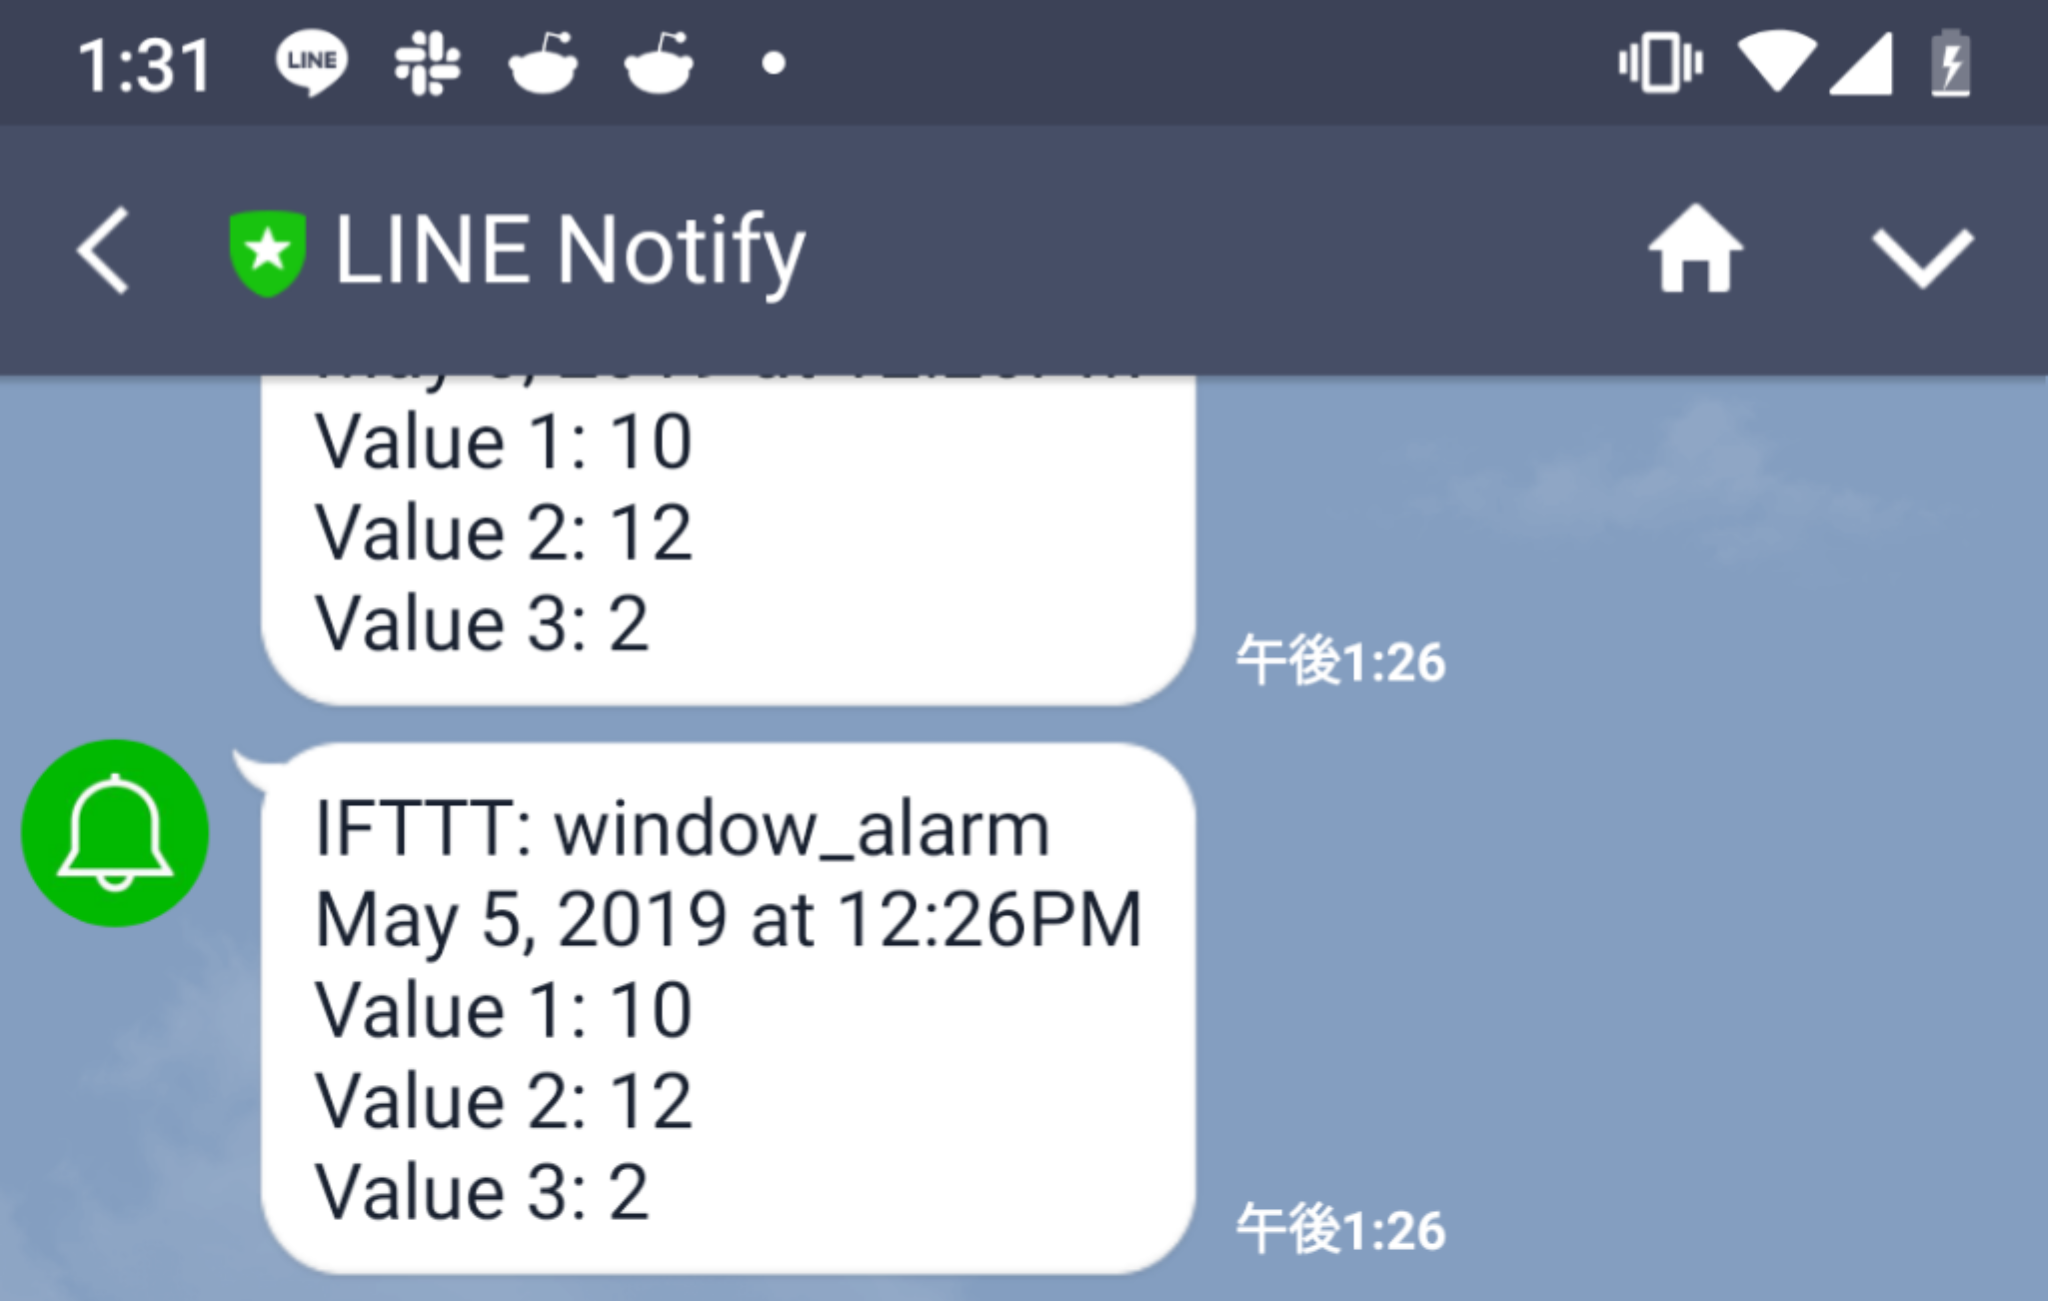 1:31
LINE
LINE Notify
Value 1: 10
Value 2: 12
Value 3: 2
午後1:26
IFTTT: window_alarm
May 5, 2019 at 12:26PM
Value 1: 10
Value 2: 12
Value 3: 2
午後1:26